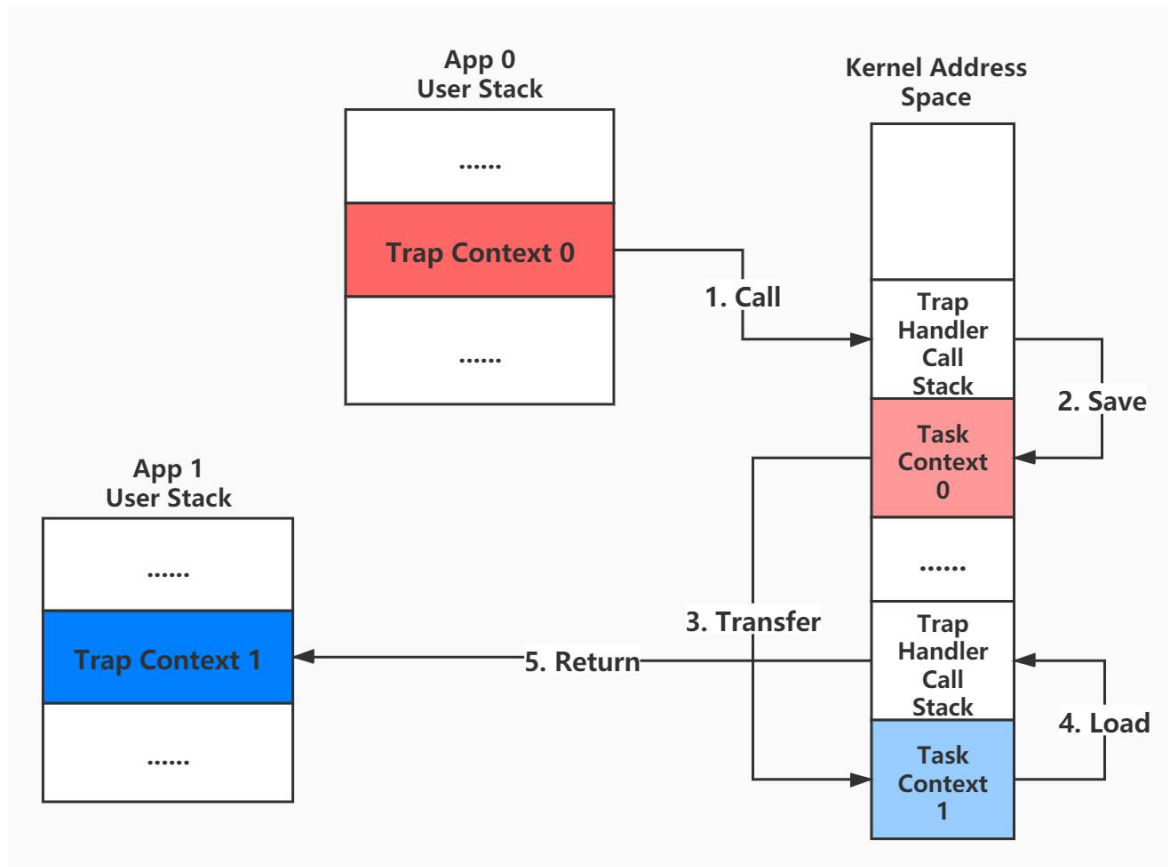 App 0
User Stack
......
Trap Context 0
......
Kernel Address
Space
1. Call
Trap
Handler
Call
Stack
2. Save
Task
Context
0
......
App 1
User Stack
......
Trap Context 1
......
3. Transfer
Trap
Handler
Call
Stack
5. Return
4. Load
Task
Context
1